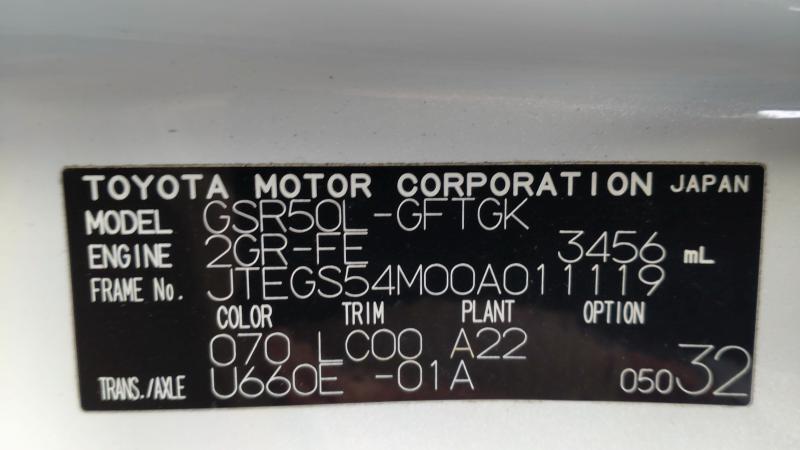 TOYOTA MOTOR CORPORATION JAPAN
MODEL GSR50L-GFTGK
ENGINE 2GR-FE 3456 mL
FRAME No. JTEGS54M00A011119
COLOR TRIM PLANT OPTION
070 LC00 A22
TRANS./AXLE U660E -01A 050 32